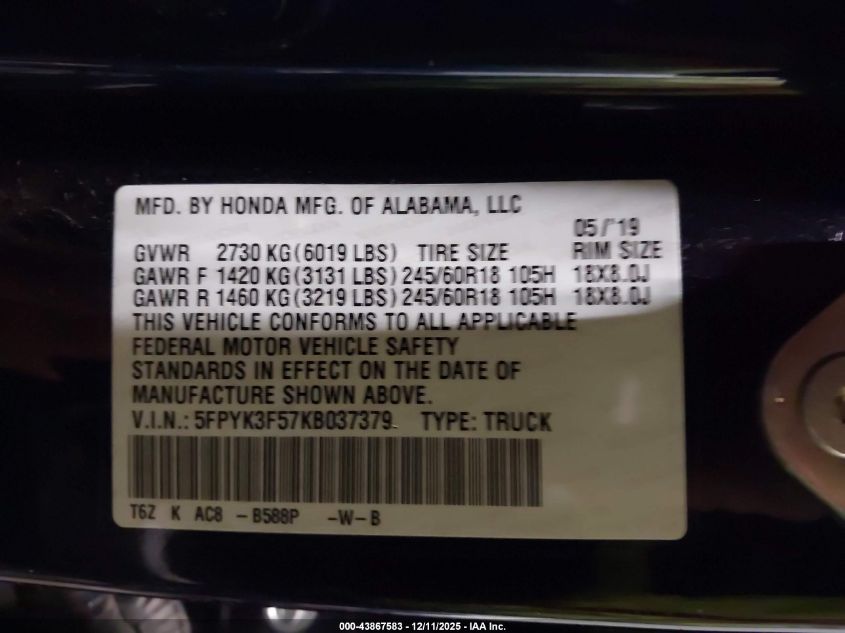 MFD. BY HONDA MFG. OF ALABAMA, LLC
05/'19
GVWR 2730 KG (6019 LBS) TIRE SIZE RIM SIZE
GAWR F 1420 KG (3131 LBS) 245/60R18 105H 18X8.0J
GAWR R 1460 KG (3219 LBS) 245/60R18 105H 18X8.0J
THIS VEHICLE CONFORMS TO ALL APPLICABLE
FEDERAL MOTOR VEHICLE SAFETY
STANDARDS IN EFFECT ON THE DATE OF
MANUFACTURE SHOWN ABOVE.
V.I.N.: 5FPYK3F57KB037379 TYPE: TRUCK
T6Z K AC8 -B588P -W-B
000-43867583 - 12/11/2025 - IAA Inc.